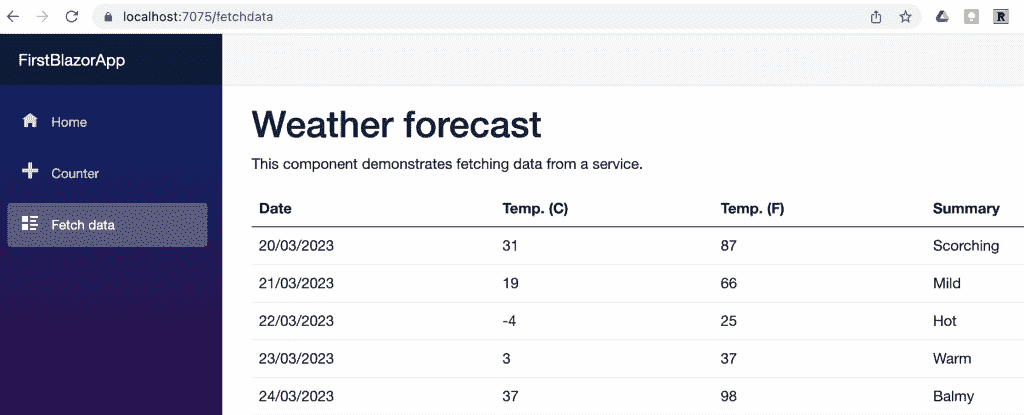 localhost:7075/fetchdata
R
FirstBlazorApp
Home
Counter
Fetch data
Weather forecast
This component demonstrates fetching data from a service.
Date Temp. (C) Temp. (F) Summary
20/03/2023 31 87 Scorching
21/03/2023 19 66 Mild
22/03/2023 -4 25 Hot
23/03/2023 3 37 Warm
24/03/2023 37 98 Balmy